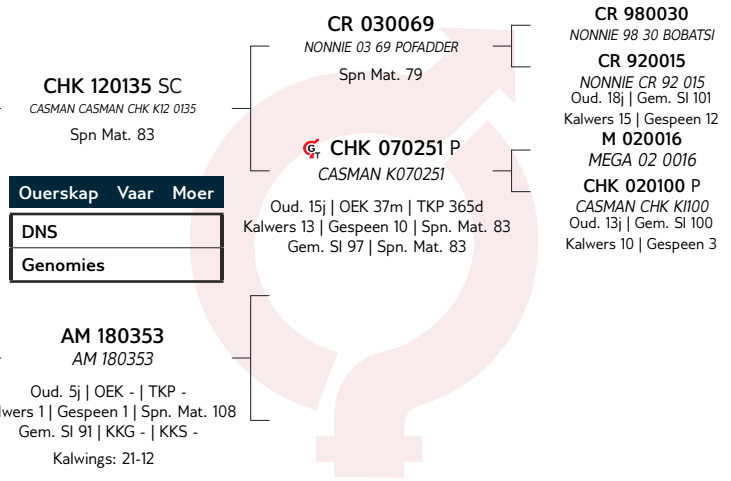 CHK 120135 SC
CASMAN CASMAN CHK K12 0135
Spn Mat. 83
Ouerskap Vaar Moer
DNS
Genomies
AM 180353
AM 180353
Oud. 5j | OEK - | TKP -
lwers 1 | Gespeen 1 | Spn. Mat. 108
Gem. SI 91 | KKG - | KKS -
Kalwings: 21-12
CR 030069
NONNIE 03 69 POFADDER
Spn Mat. 79
GT CHK 070251 P
CASMAN K070251
Oud. 15j | OEK 37m | TKP 365d
Kalwers 13 | Gespeen 10 | Spn. Mat. 83
Gem. SI 97 | Spn. Mat. 83
CR 980030
NONNIE 98 30 BOBATSI
CR 920015
NONNIE CR 92 015
Oud. 18j | Gem. SI 101
Kalwers 15 | Gespeen 12
M 020016
MEGA 02 0016
CHK 020100 P
CASMAN CHK KI100
Oud. 13j | Gem. SI 100
Kalwers 10 | Gespeen 3